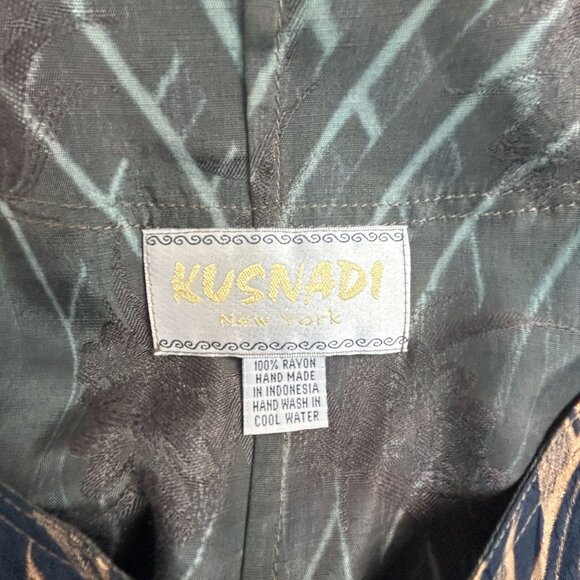 KUSNADI
New York
100% RAYON
HAND MADE
IN INDONESIA
HAND WASH IN
COOL WATER